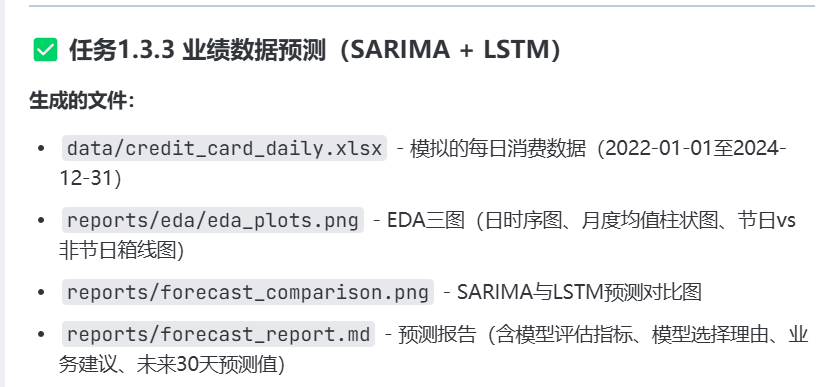 任务1.3.3 业绩数据预测（SARIMA + LSTM）
生成的文件：
• data/credit_card_daily.xlsx - 模拟的每日消费数据（2022-01-01至2024-
12-31）
• reports/eda/eda_plots.png - EDA三图（日时序图、月度均值柱状图、节日vs
非节日箱线图）
• reports/forecast_comparison.png - SARIMA与LSTM预测对比图
• reports/forecast_report.md - 预测报告（含模型评估指标、模型选择理由、业
务建议、未来30天预测值）